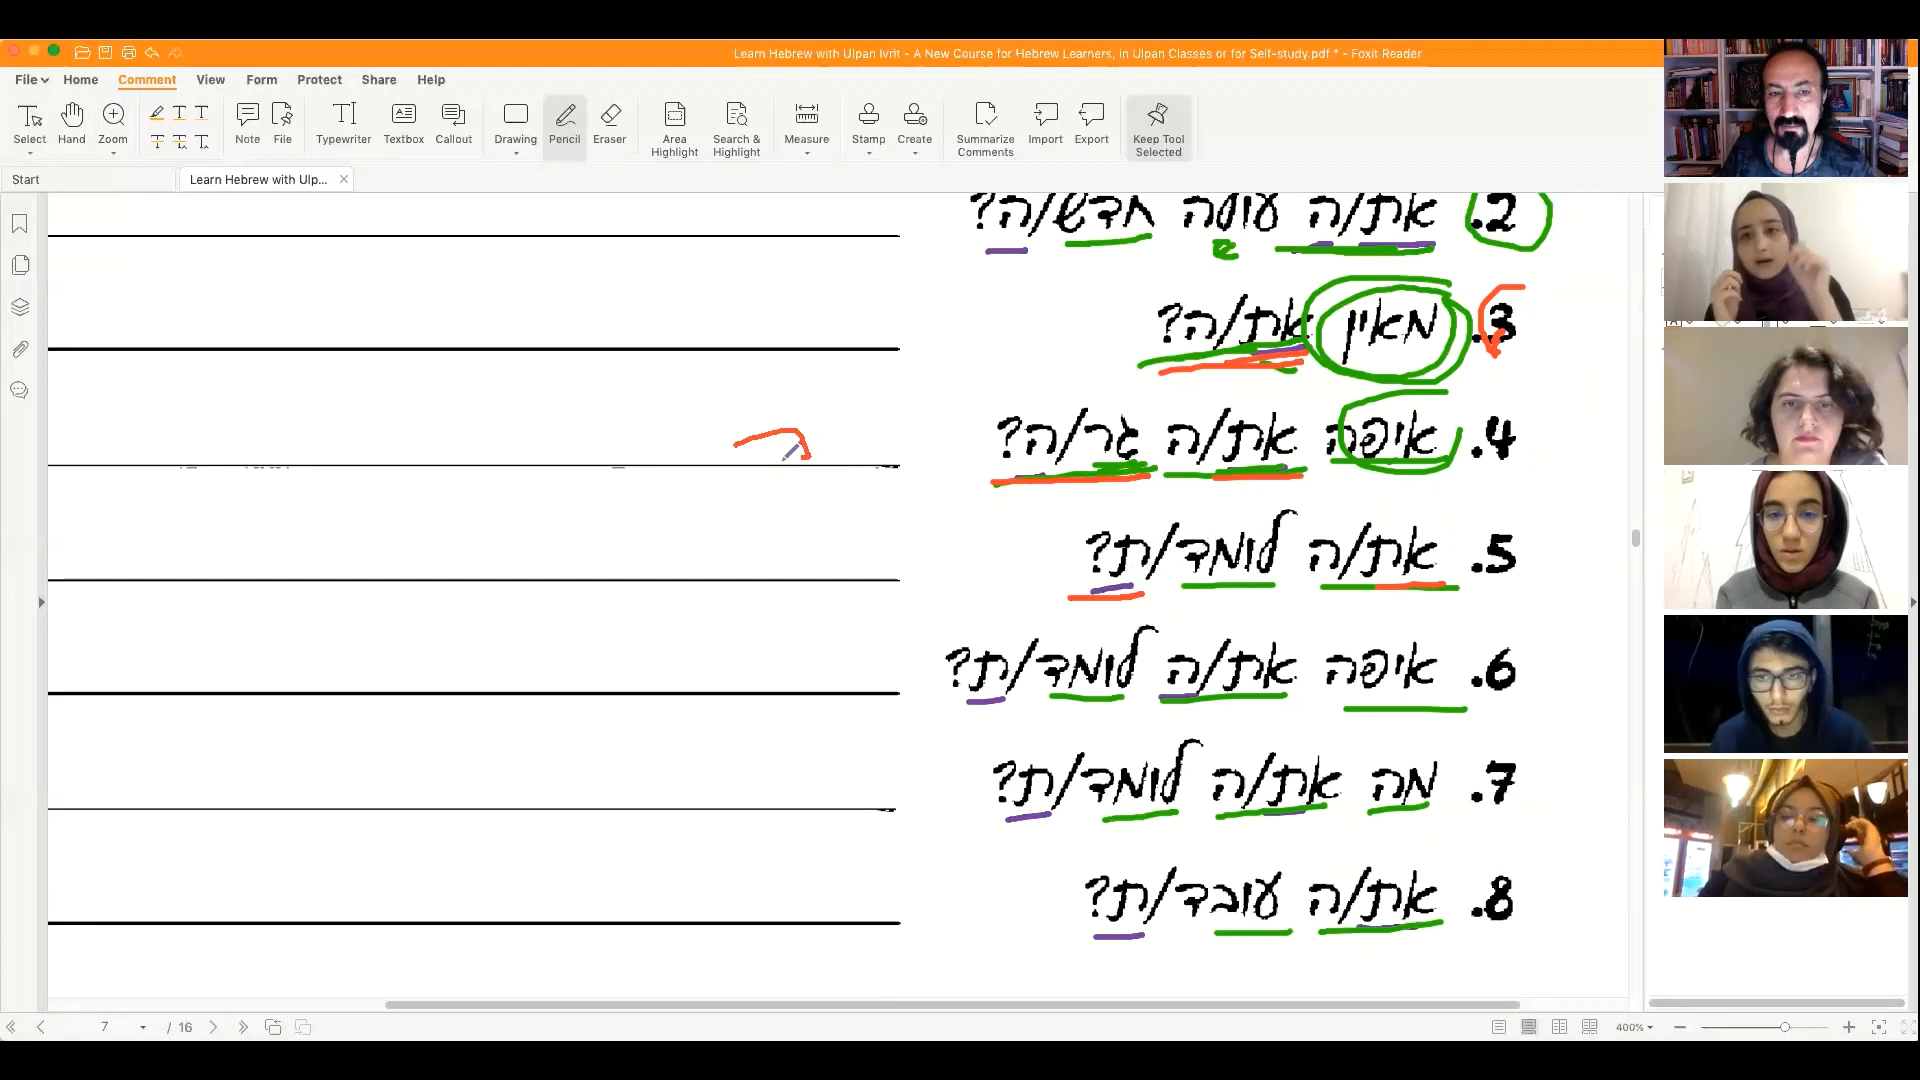 Learn Hebrew with Ulpan Ivrit - A New Course for Hebrew Learners, in Ulpan Classes or for Self-study.pdf * - Foxit Reader
File Home Comment View Form Protect Share Help
Select Hand Zoom Note File Typewriter Textbox Callout Drawing Pencil Eraser Area Highlight Search & Highlight Measure Stamp Create Summarize Comments Import Export Keep Tool Selected
Start Learn Hebrew with Ulp...
2. את/ה עולה חדש/ה?
3. מאין את/ה?
4. איפה את/ה גר/ה?
5. את/ה לומד/ת?
6. איפה את/ה לומד/ת?
7. מה את/ה לומד/ת?
8. את/ה עובד/ת?
7 / 16 400%